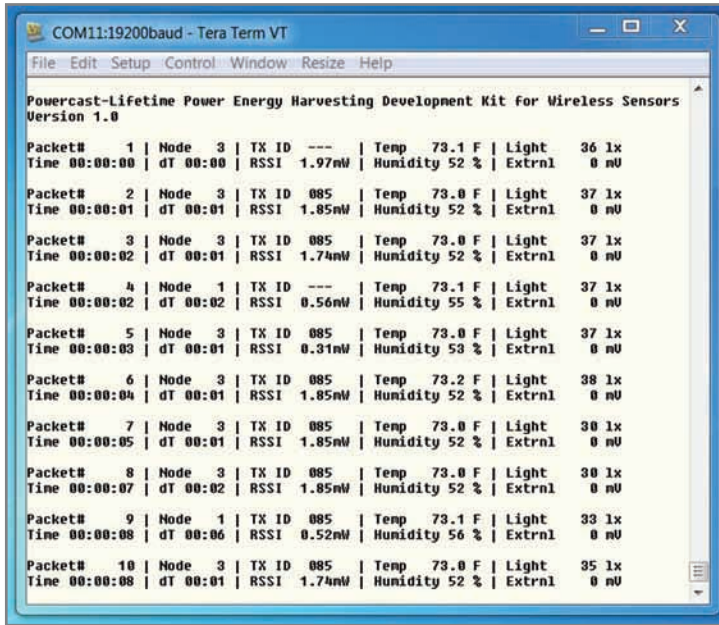 COM11:19200baud - Tera Term VT
File Edit Setup Control Window Resize Help
Powercast-Lifetime Power Energy Harvesting Development Kit for Wireless Sensors
Version 1.0
Packet# 1 | Node 3 | TX ID --- | Temp 73.1 F | Light 36 lx
Time 00:00:00 | dT 00:00 | RSSI 1.97mW | Humidity 52 % | Extrnl 0 mV
Packet# 2 | Node 3 | TX ID 085 | Temp 73.0 F | Light 37 lx
Time 00:00:01 | dT 00:01 | RSSI 1.85mW | Humidity 52 % | Extrnl 0 mV
Packet# 3 | Node 3 | TX ID 085 | Temp 73.0 F | Light 37 lx
Time 00:00:02 | dT 00:01 | RSSI 1.74mW | Humidity 52 % | Extrnl 0 mV
Packet# 4 | Node 1 | TX ID --- | Temp 73.1 F | Light 37 lx
Time 00:00:02 | dT 00:02 | RSSI 0.56mW | Humidity 55 % | Extrnl 0 mV
Packet# 5 | Node 3 | TX ID 085 | Temp 73.0 F | Light 37 lx
Time 00:00:03 | dT 00:01 | RSSI 0.31mW | Humidity 53 % | Extrnl 0 mV
Packet# 6 | Node 3 | TX ID 085 | Temp 73.2 F | Light 38 lx
Time 00:00:04 | dT 00:01 | RSSI 1.85mW | Humidity 52 % | Extrnl 0 mV
Packet# 7 | Node 3 | TX ID 085 | Temp 73.0 F | Light 30 lx
Time 00:00:05 | dT 00:01 | RSSI 1.85mW | Humidity 52 % | Extrnl 0 mV
Packet# 8 | Node 3 | TX ID 085 | Temp 73.0 F | Light 30 lx
Time 00:00:07 | dT 00:02 | RSSI 1.85mW | Humidity 52 % | Extrnl 0 mV
Packet# 9 | Node 1 | TX ID 085 | Temp 73.1 F | Light 33 lx
Time 00:00:08 | dT 00:06 | RSSI 0.52mW | Humidity 56 % | Extrnl 0 mV
Packet# 10 | Node 3 | TX ID 085 | Temp 73.0 F | Light 35 lx
Time 00:00:08 | dT 00:01 | RSSI 1.74mW | Humidity 52 % | Extrnl 0 mV